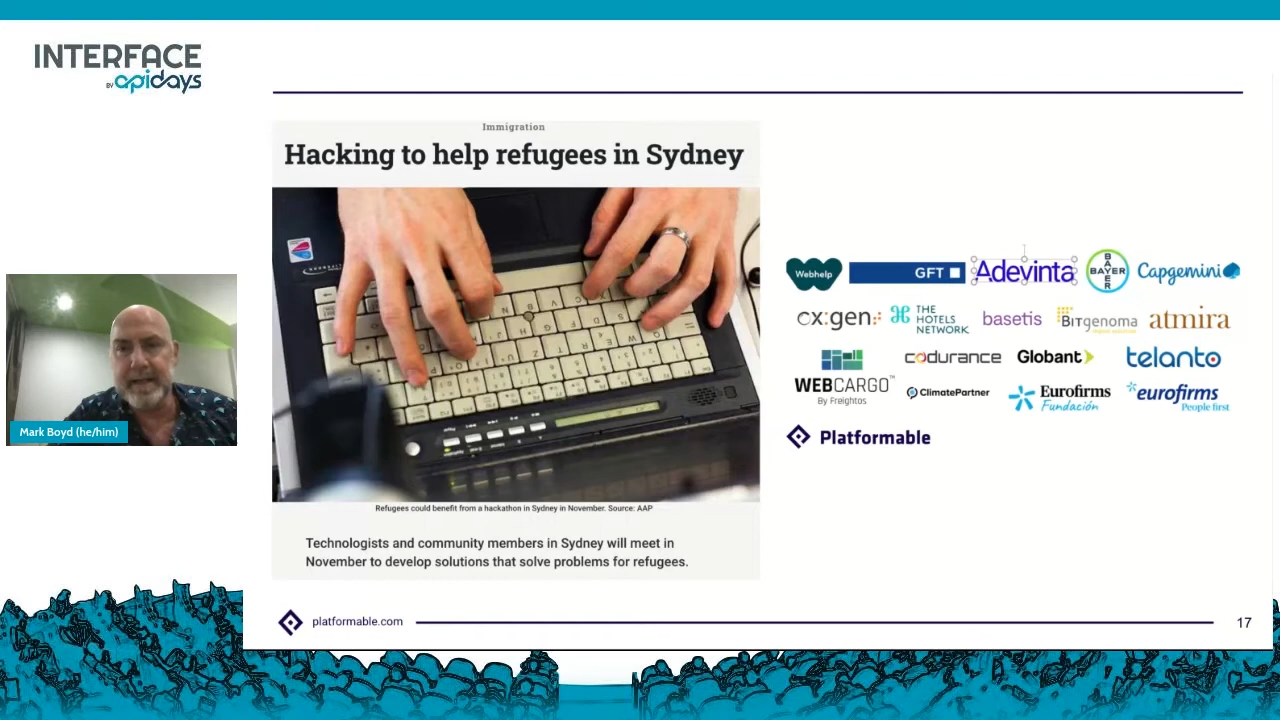 INTERFACE
BY apidays
Immigration
Hacking to help refugees in Sydney
Refugees could benefit from a hackathon in Sydney in November. Source: AAP
Technologists and community members in Sydney will meet in
November to develop solutions that solve problems for refugees.
Webhelp
GFT
Adevinta
BAYER
BAYER
Capgemini
cx:gen
THE
HOTELS
NETWORK
basetis
BITgenoma
atmira
WEBCARGO™
By Freightos
codurance
Globant
telanto
ClimatePartner
Eurofirms
Fundación
eurofirms
People first
Platformable
Mark Boyd (he/him)
platformable.com
17